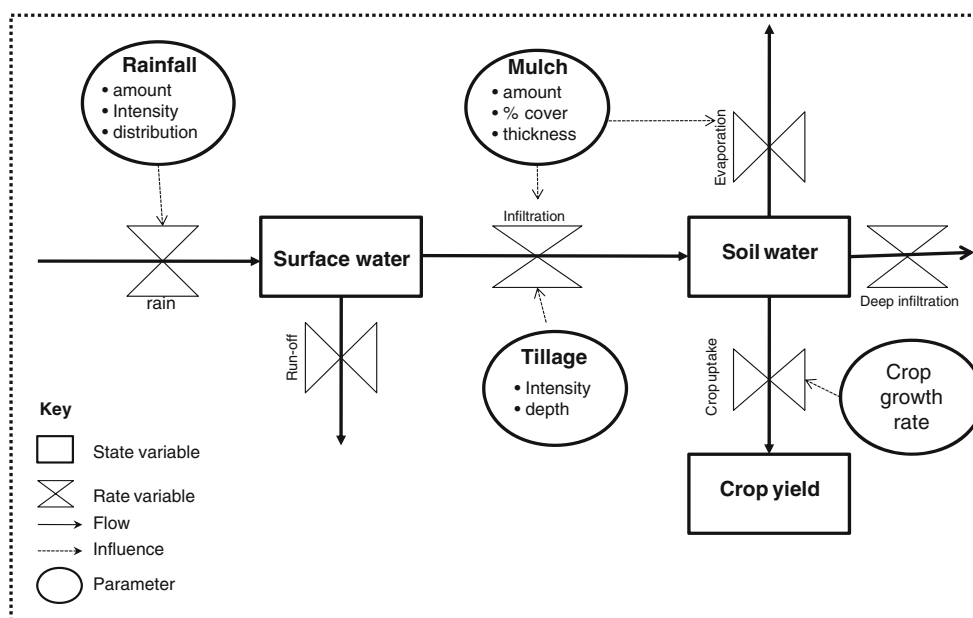 Rainfall
• amount
• Intensity
• distribution
Mulch
• amount
• % cover
• thickness
Evaporation
Infiltration
Surface water
Soil water
rain
Deep infiltration
Run-off
Tillage
• Intensity
• depth
Crop uptake
Crop
growth
rate
Crop yield
Key
State variable
Rate variable
Flow
Influence
Parameter